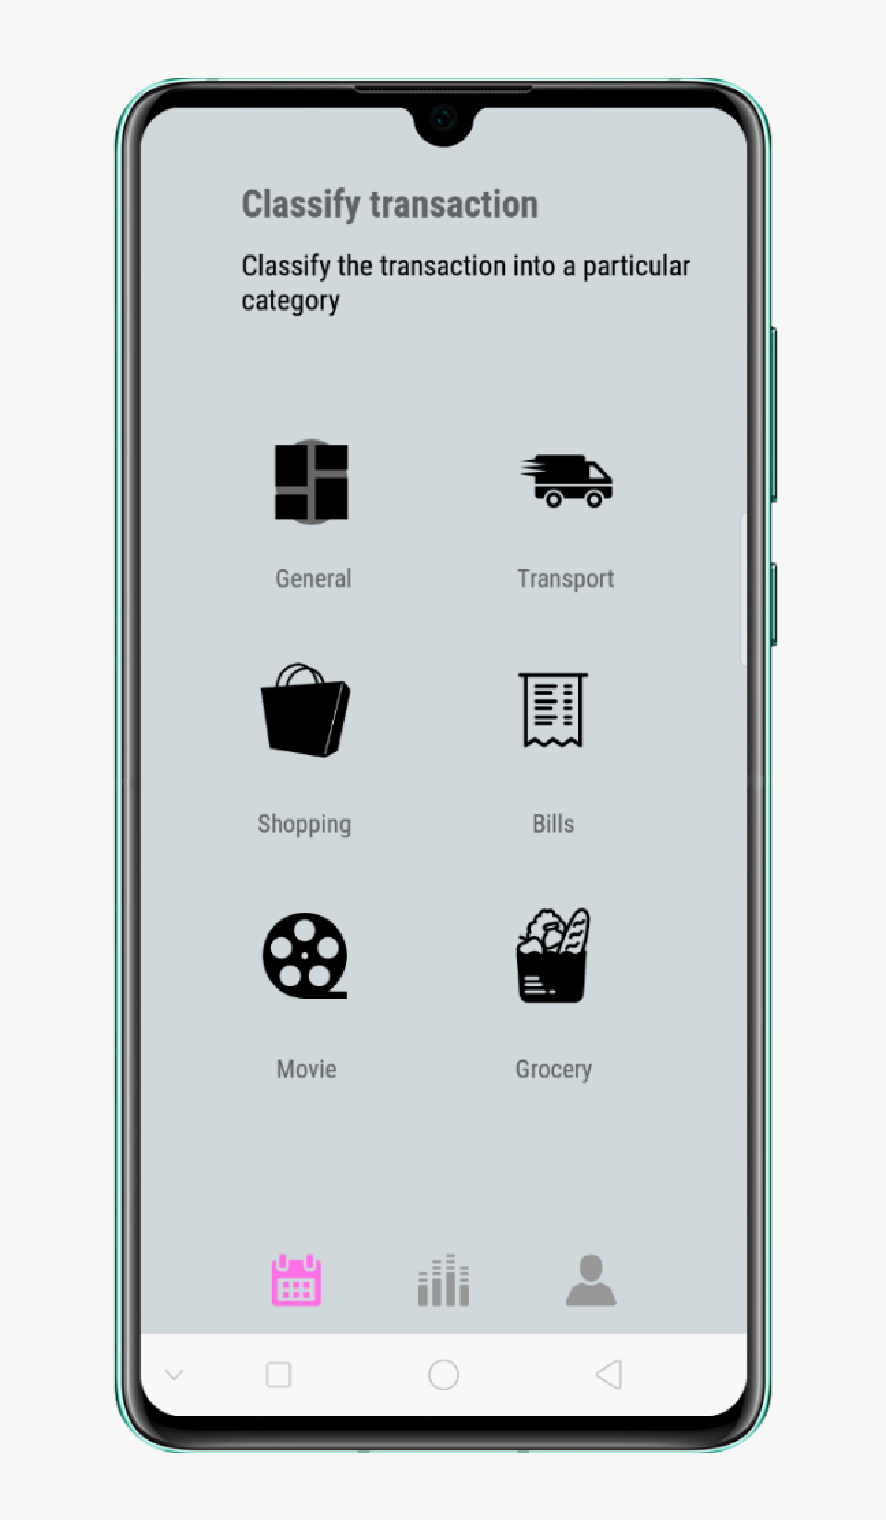 Classify transaction
Classify the transaction into a particular
category
General
Transport
Shopping
Bills
Movie
Grocery